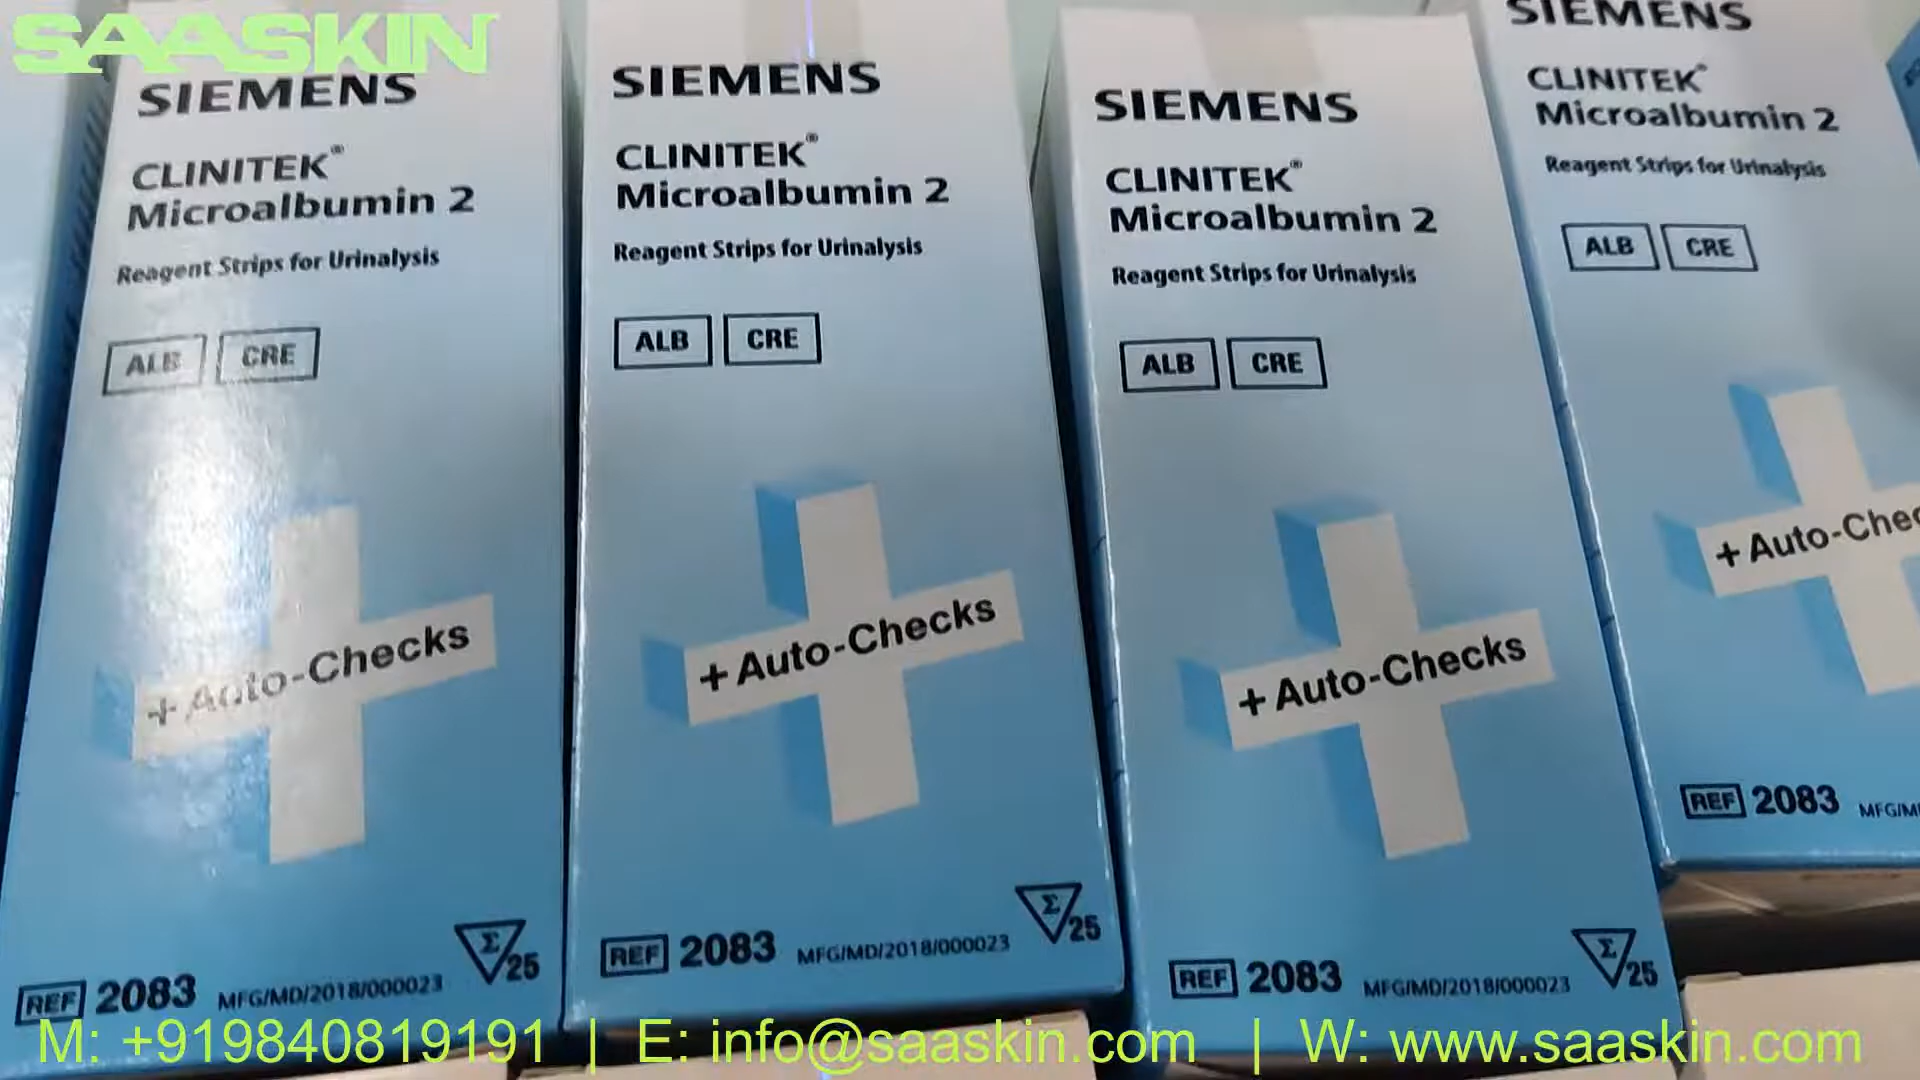 SAASKIN
SIEMENS
CLINITEK®
Microalbumin 2
Reagent Strips for Urinalysis
ALB CRE
+ Auto-Checks
REF 2083 MFG/MD/2018/000023 Σ/25
SIEMENS
CLINITEK®
Microalbumin 2
Reagent Strips for Urinalysis
ALB CRE
+ Auto-Checks
REF 2083 MFG/MD/2018/000023 Σ/25
SIEMENS
CLINITEK®
Microalbumin 2
Reagent Strips for Urinalysis
ALB CRE
+ Auto-Checks
REF 2083 MFG/MD/2018/000023 Σ/25
SIEMENS
CLINITEK®
Microalbumin 2
Reagent Strips for Urinalysis
ALB CRE
+ Auto-Chec
REF 2083 MFG/M
M: +919840819191 | E: info@saaskin.com | W: www.saaskin.com